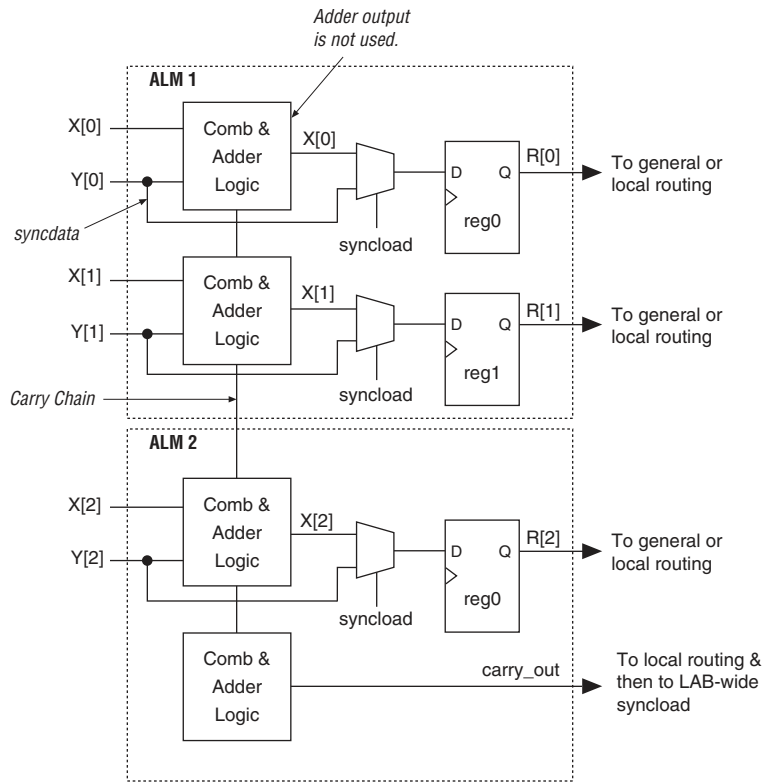 Adder output
is not used.
ALM 1
X[0]
Comb &
Adder
Logic
X[0]
Y[0]
D
Q
reg0
R[0]
To general or
local routing
syncdata
syncload
X[1]
Comb &
Adder
Logic
X[1]
Y[1]
D
Q
reg1
R[1]
To general or
local routing
syncload
Carry Chain
ALM 2
X[2]
Comb &
Adder
Logic
X[2]
Y[2]
D
Q
reg0
R[2]
To general or
local routing
syncload
Comb &
Adder
Logic
carry_out
To local routing &
then to LAB-wide
syncload